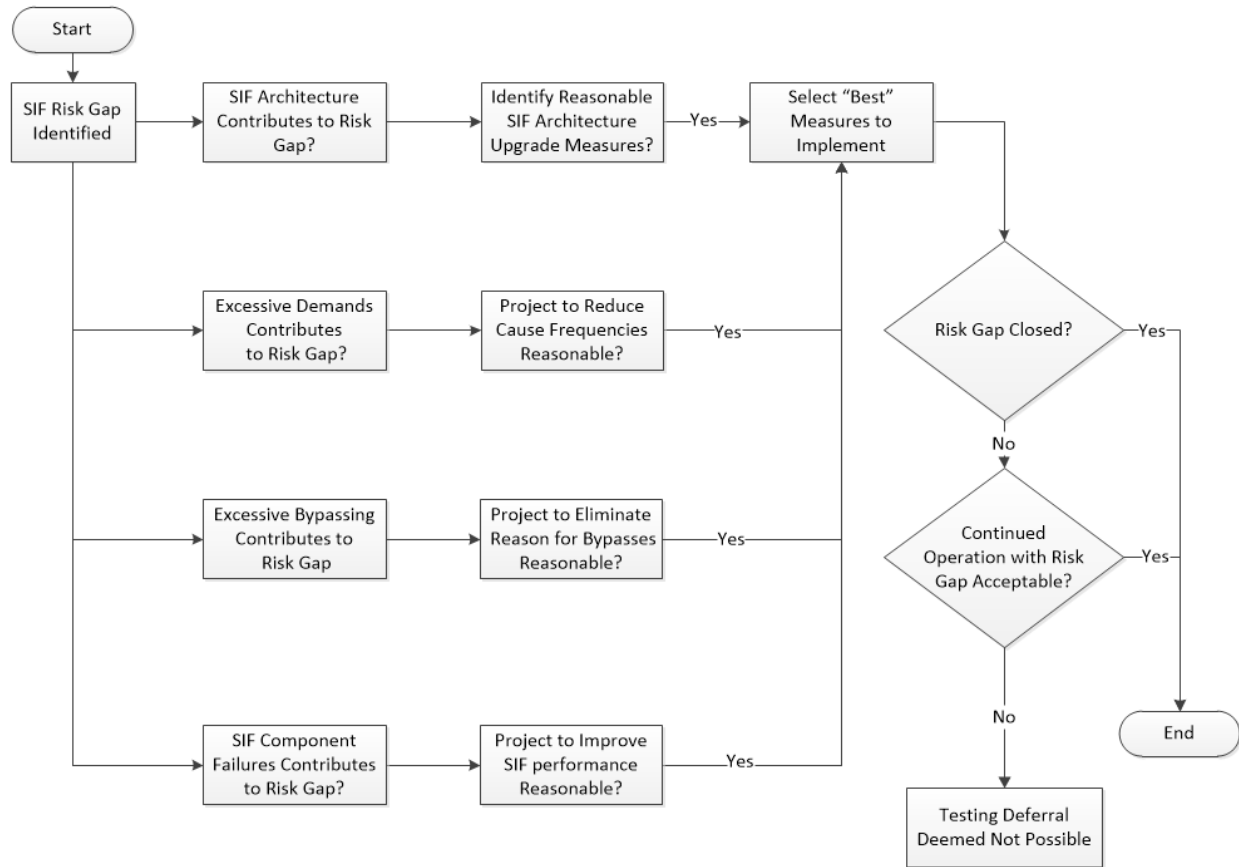 Start
SIF Risk Gap
Identified
SIF Architecture
Contributes to Risk
Gap?
Identify Reasonable
SIF Architecture
Upgrade Measures?
Yes
Select “Best”
Measures to
Implement
Excessive Demands
Contributes
to Risk Gap?
Project to Reduce
Cause Frequencies
Reasonable?
Yes
Risk Gap Closed?
Yes
No
Excessive Bypassing
Contributes to
Risk Gap
Project to Eliminate
Reason for Bypasses
Reasonable?
Yes
Continued
Operation with Risk
Gap Acceptable?
Yes
No
SIF Component
Failures Contributes
to Risk Gap?
Project to Improve
SIF performance
Reasonable?
Yes
End
Testing Deferral
Deemed Not Possible